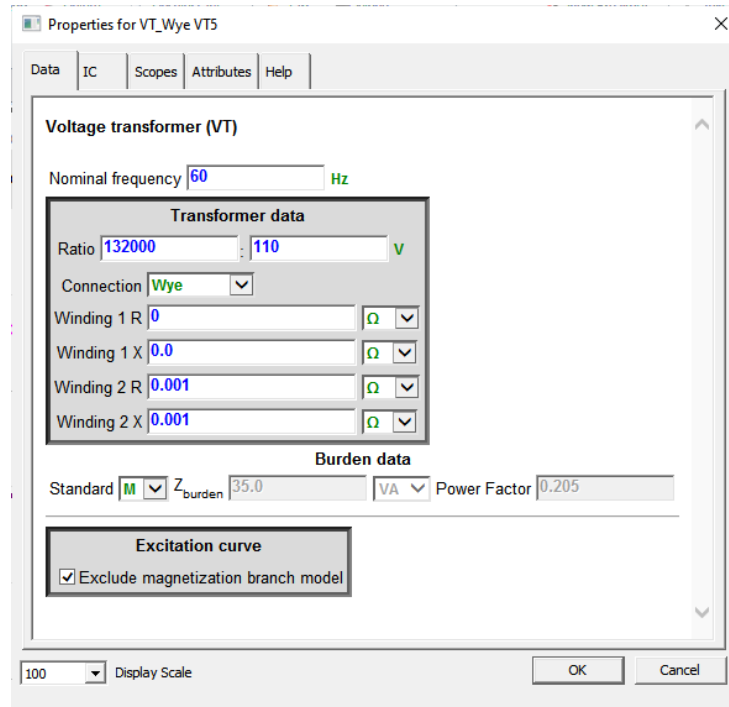 Properties for VT_Wye VT5
Data IC Scopes Attributes Help
Voltage transformer (VT)
Nominal frequency 60 Hz
Transformer data
Ratio 132000 : 110 V
Connection Wye
Winding 1 R 0 Ω
Winding 1 X 0.0 Ω
Winding 2 R 0.001 Ω
Winding 2 X 0.001 Ω
Burden data
Standard M Zburden 35.0 VA Power Factor 0.205
Excitation curve
Exclude magnetization branch model
100 Display Scale OK Cancel